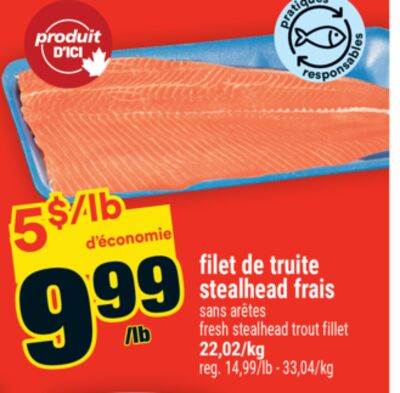 produit
D'ICI
pratiques
responsables
5$/lb
d'économie
9.99
/lb
filet de truite
stealhead frais
sans arêtes
fresh stealhead trout fillet
22,02/kg
reg. 14,99/lb - 33,04/kg